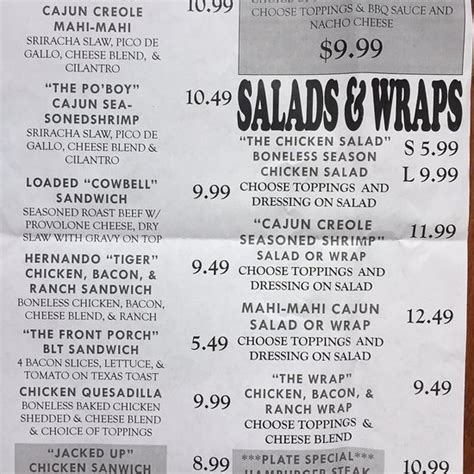 CAJUN CREOLE 10.99
MAHI-MAHI
SRIRACHA SLAW, PICO DE
GALLO, CHEESE BLEND, &
CILANTRO
"THE PO'BOY" 10.49
CAJUN SEA-
SONEDSHRIMP
SRIRACHA SLAW, PICO DE
GALLO, CHEESE BLEND &
CILANTRO
LOADED "COWBELL" 9.99
SANDWICH
SEASONED ROAST BEEF W/
PROVOLONE CHEESE, DRY
SLAW WITH GRAVY ON TOP
HERNANDO "TIGER" 9.49
CHICKEN, BACON, &
RANCH SANDWICH
BONELESS CHICKEN, BACON,
CHEESE BLEND, & RANCH
"THE FRONT PORCH" 5.49
BLT SANDWICH
4 BACON SLICES, LETTUCE, &
TOMATO ON TEXAS TOAST
CHICKEN QUESADILLA 9.99
BONELESS BAKED CHICKEN
SHEDDED & CHEESE BLEND
& CHOICE OF TOPPINGS
"JACKED UP" 8.99
CHICKEN SANWICH
CHOOSE TOPPINGS & BBQ SAUCE AND
NACHO CHEESE
$9.99
SALADS & WRAPS
"THE CHICKEN SALAD" S 5.99
BONELESS SEASON
CHICKEN SALAD L 9.99
CHOOSE TOPPINGS AND
DRESSING ON SALAD
"CAJUN CREOLE 11.99
SEASONED SHRIMP"
SALAD OR WRAP
CHOOSE TOPPINGS AND
DRESSING ON SALAD
MAHI-MAHI CAJUN 12.49
SALAD OR WRAP
CHOOSE TOPPINGS AND
DRESSING ON SALAD
"THE WRAP" 9.49
CHICKEN, BACON, &
RANCH WRAP
CHOOSE TOPPINGS AND
DRESSING ON SALAD
***PLATE SPECIAL*** 10.99
HAMBURGER STEAK